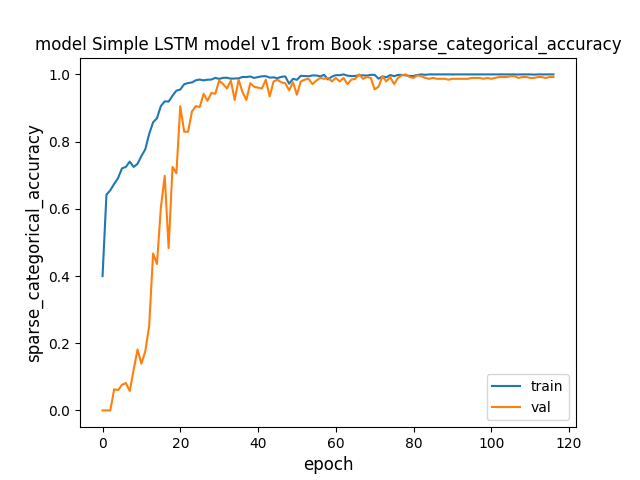 model Simple LSTM model v1 from Book :sparse_categorical_accuracy
sparse_categorical_accuracy
1.0
0.8
0.6
0.4
0.2
0.0
0 20 40 60 80 100 120
epoch
train
val